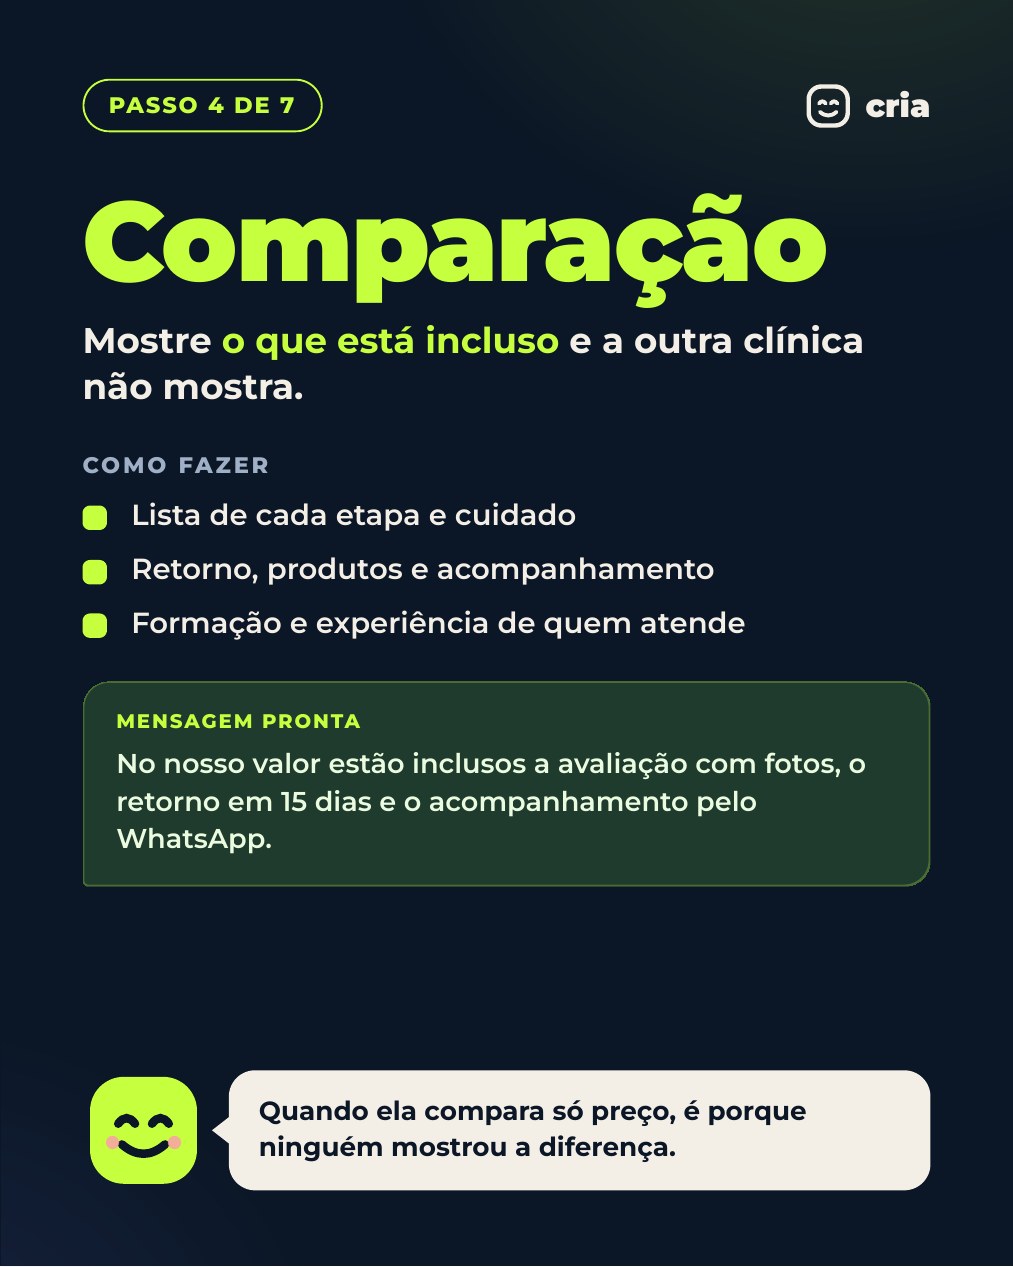 PASSO 4 DE 7
cria
Comparação
Mostre o que está incluso e a outra clínica
não mostra.
COMO FAZER
Lista de cada etapa e cuidado
Retorno, produtos e acompanhamento
Formação e experiência de quem atende
MENSAGEM PRONTA
No nosso valor estão inclusos a avaliação com fotos, o
retorno em 15 dias e o acompanhamento pelo
WhatsApp.
Quando ela compara só preço, é porque
ninguém mostrou a diferença.